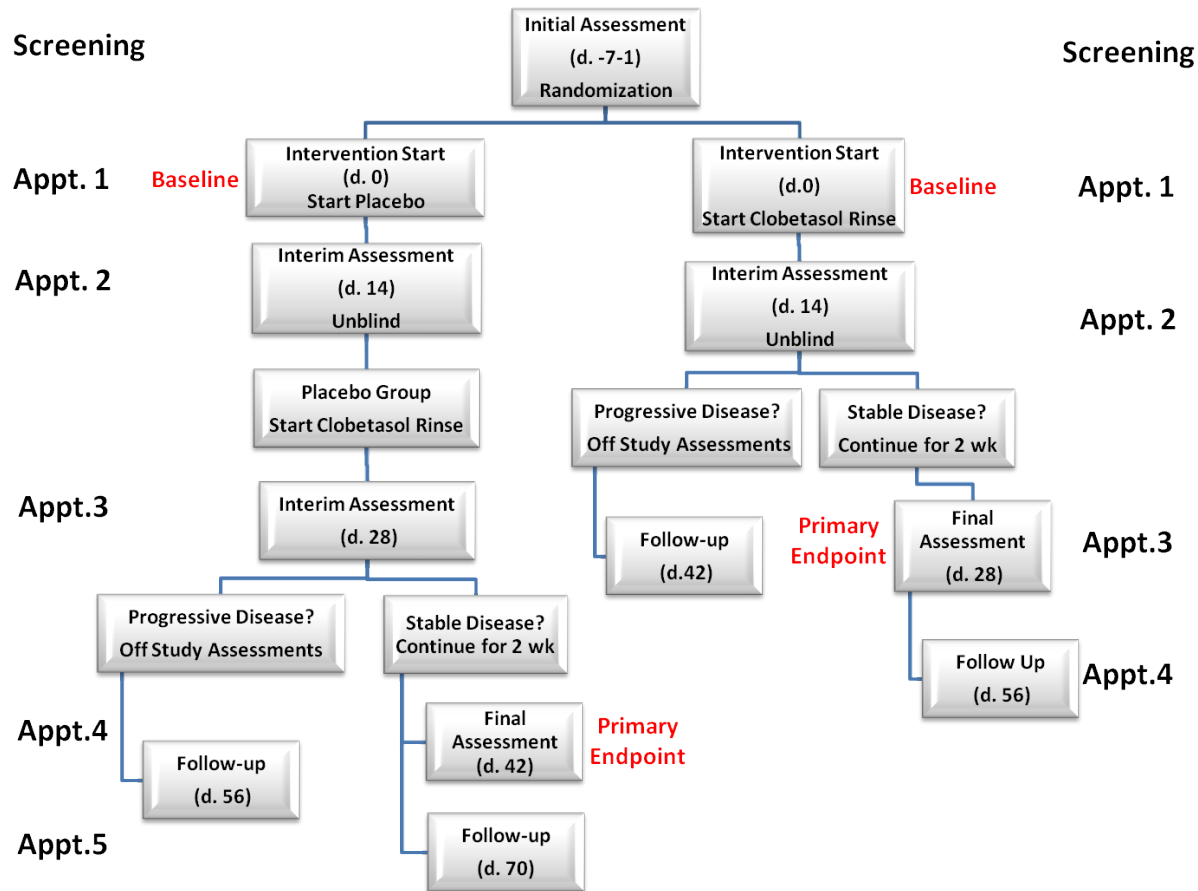 Screening
Initial Assessment
(d. -7-1)
Randomization
Screening
Appt. 1
Baseline
Intervention Start
(d. 0)
Start Placebo
Intervention Start
(d.0)
Start Clobetasol Rinse
Baseline
Appt. 1
Appt. 2
Interim Assessment
(d. 14)
Unblind
Interim Assessment
(d. 14)
Unblind
Appt. 2
Placebo Group
Start Clobetasol Rinse
Progressive Disease?
Off Study Assessments
Stable Disease?
Continue for 2 wk
Appt.3
Interim Assessment
(d. 28)
Follow-up
(d.42)
Primary
Endpoint
Final
Assessment
(d. 28)
Appt.3
Progressive Disease?
Off Study Assessments
Stable Disease?
Continue for 2 wk
Follow Up
(d. 56)
Appt.4
Appt.4
Follow-up
(d. 56)
Final
Assessment
(d. 42)
Primary
Endpoint
Appt.5
Follow-up
(d. 70)